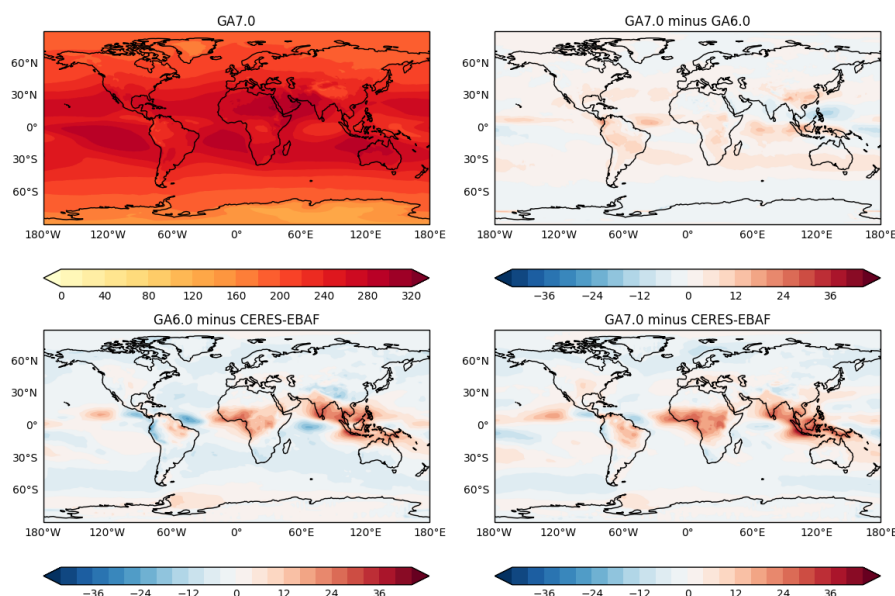 GA7.0
60°N
30°N
0°
30°S
60°S
180°W 120°W 60°W 0° 60°E 120°E 180°E
0 40 80 120 160 200 240 280 320
GA7.0 minus GA6.0
60°N
30°N
0°
30°S
60°S
180°W 120°W 60°W 0° 60°E 120°E 180°E
−36 −24 −12 0 12 24 36
GA6.0 minus CERES-EBAF
60°N
30°N
0°
30°S
60°S
180°W 120°W 60°W 0° 60°E 120°E 180°E
−36 −24 −12 0 12 24 36
GA7.0 minus CERES-EBAF
60°N
30°N
0°
30°S
60°S
180°W 120°W 60°W 0° 60°E 120°E 180°E
−36 −24 −12 0 12 24 36